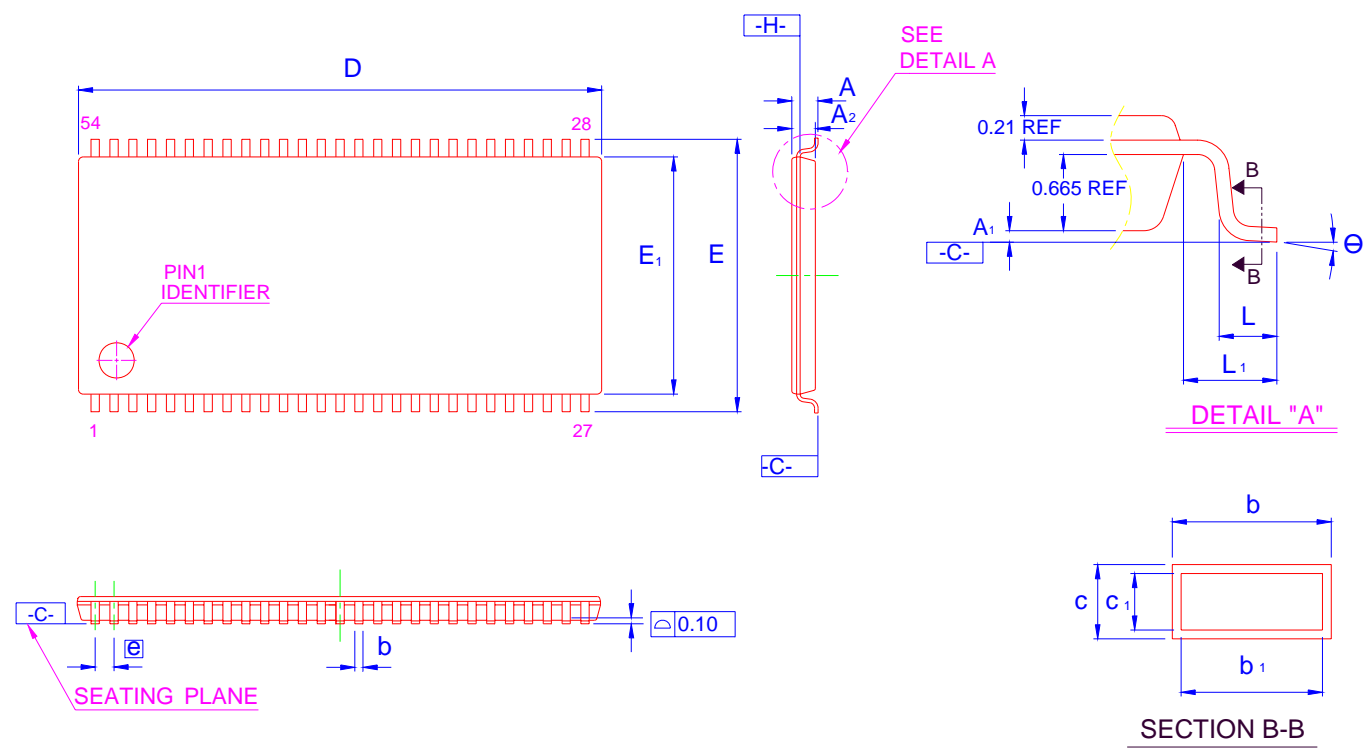 D
54
28
PIN1
IDENTIFIER
E1
E
1
27
-H-
SEE
DETAIL A
A
A2
-C-
0.21 REF
0.665 REF
A1
-C-
B
B
Θ
L
L1
DETAIL "A"
-C-
e
b
0.10
SEATING PLANE
b
c
c1
b1
SECTION B-B